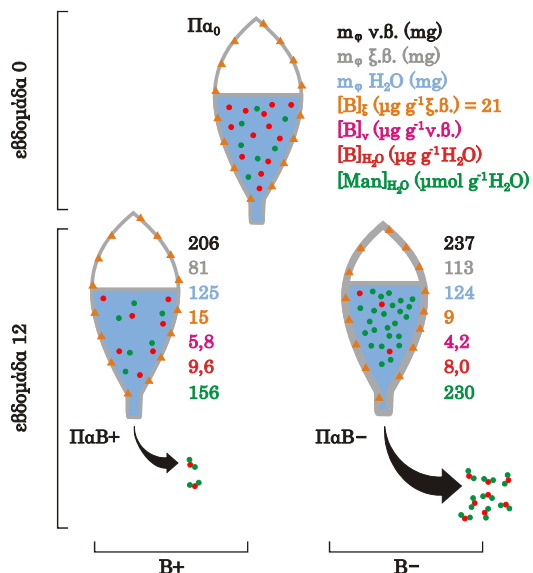 Πα₀
εβδομάδα 0
mφ ν.β. (mg)
mφ ξ.β. (mg)
mφ H₂O (mg)
[B]ξ (μg g⁻¹ξ.β.) = 21
[B]ν (μg g⁻¹ν.β.)
[B]H₂O (μg g⁻¹H₂O)
[Man]H₂O (μmol g⁻¹H₂O)
εβδομάδα 12
206
81
125
15
5,8
9,6
156
ΠαB+
237
113
124
9
4,2
8,0
230
ΠαB−
B+
B−